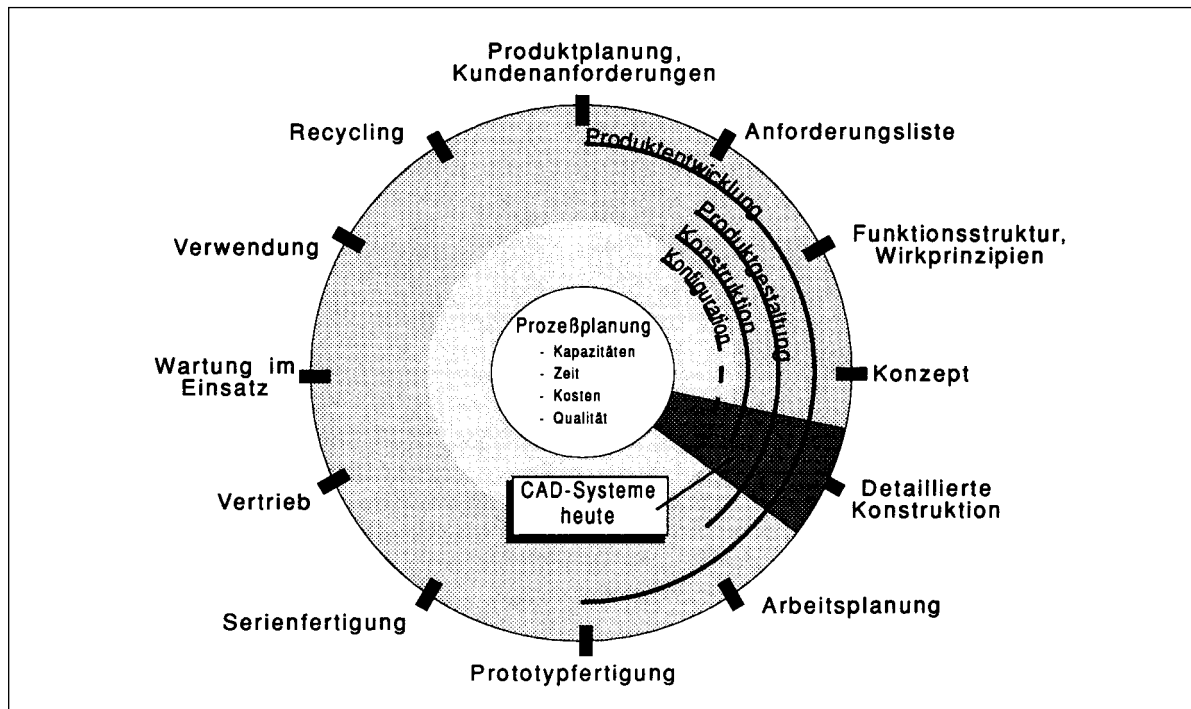 Produktplanung,
Kundenanforderungen
Anforderungsliste
Funktionsstruktur,
Wirkprinzipien
Konzept
Detaillierte
Konstruktion
Arbeitsplanung
Prototypfertigung
Serienfertigung
Vertrieb
Wartung im
Einsatz
Verwendung
Recycling
Produktentwicklung
Produktgestaltung
Konstruktion
Konfiguration
Prozeßplanung
- Kapazitäten
- Zeit
- Kosten
- Qualität
CAD-Systeme
heute